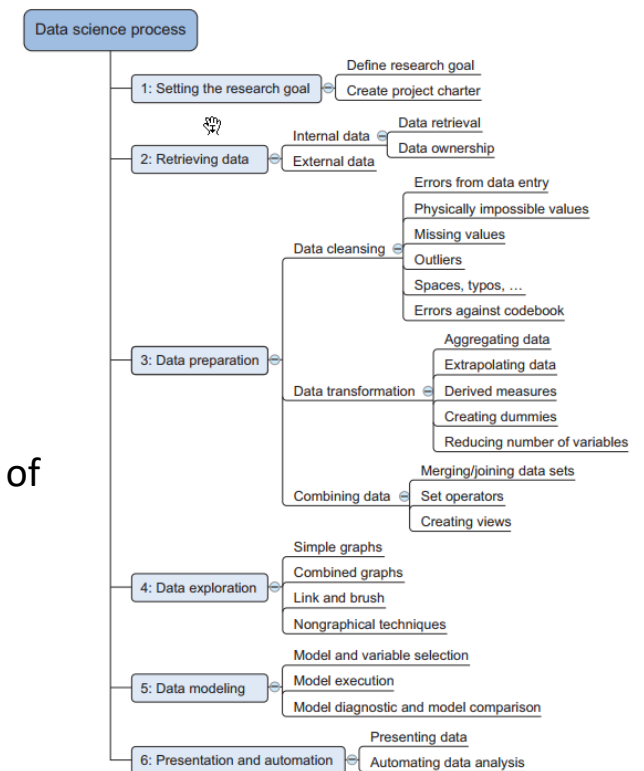 Data science process
1: Setting the research goal
Define research goal
Create project charter
2: Retrieving data
Internal data
Data retrieval
Data ownership
External data
3: Data preparation
Data cleansing
Errors from data entry
Physically impossible values
Missing values
Outliers
Spaces, typos, …
Errors against codebook
Data transformation
Aggregating data
Extrapolating data
Derived measures
Creating dummies
Reducing number of variables
Combining data
Merging/joining data sets
Set operators
Creating views
of
4: Data exploration
Simple graphs
Combined graphs
Link and brush
Nongraphical techniques
5: Data modeling
Model and variable selection
Model execution
Model diagnostic and model comparison
6: Presentation and automation
Presenting data
Automating data analysis